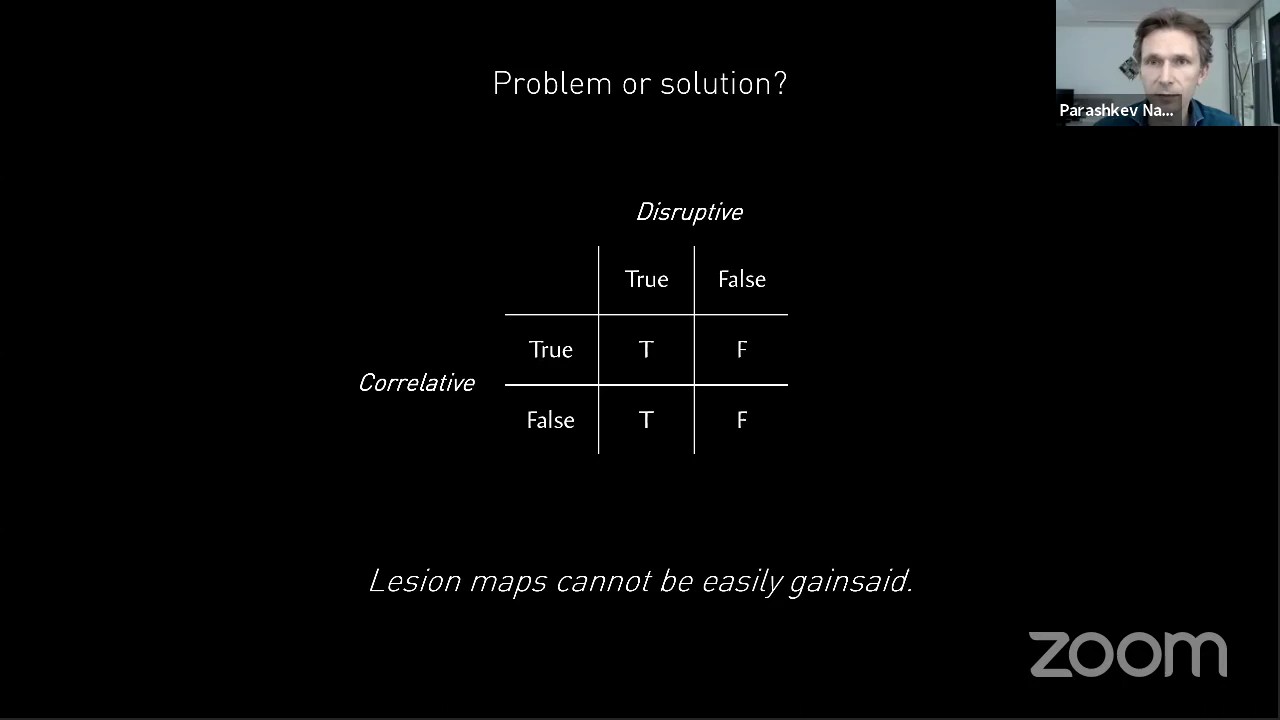 Problem or solution?
Parashkev Na...
Disruptive
True False
True T F
Correlative
False T F
Lesion maps cannot be easily gainsaid.
zoom